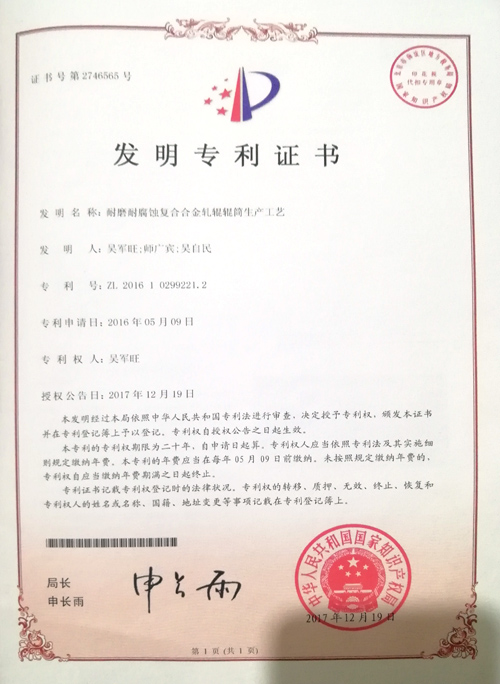 证书号第2746565号
印花税
代扣专用章
国家知识产权局
发明专利证书
发明名称：耐磨耐腐蚀复合合金轧辊辊筒生产工艺
发明人：吴军旺;师广宾;吴自民
专利号：ZL 2016 1 0299221.2
专利申请日：2016年05月09日
专利权人：吴军旺
授权公告日：2017年12月19日
本发明经过本局依照中华人民共和国专利法进行审查，决定授予专利权，颁发本证书
并在专利登记簿上予以登记。专利权自授权公告之日起生效。
本专利的专利权期限为二十年，自申请日起算。专利权人应当依照专利法及其实施细
则规定缴纳年费。本专利的年费应当在每年05月09日前缴纳。未按照规定缴纳年费的，
专利权自应当缴纳年费期满之日起终止。
专利证书记载专利权登记时的法律状况。专利权的转移、质押、无效、终止、恢复和
专利权人的姓名或名称、国籍、地址变更等事项记载在专利登记簿上。
局长
申长雨
申长雨
中华人民共和国国家知识产权局
2017年12月19日
第1页(共1页)